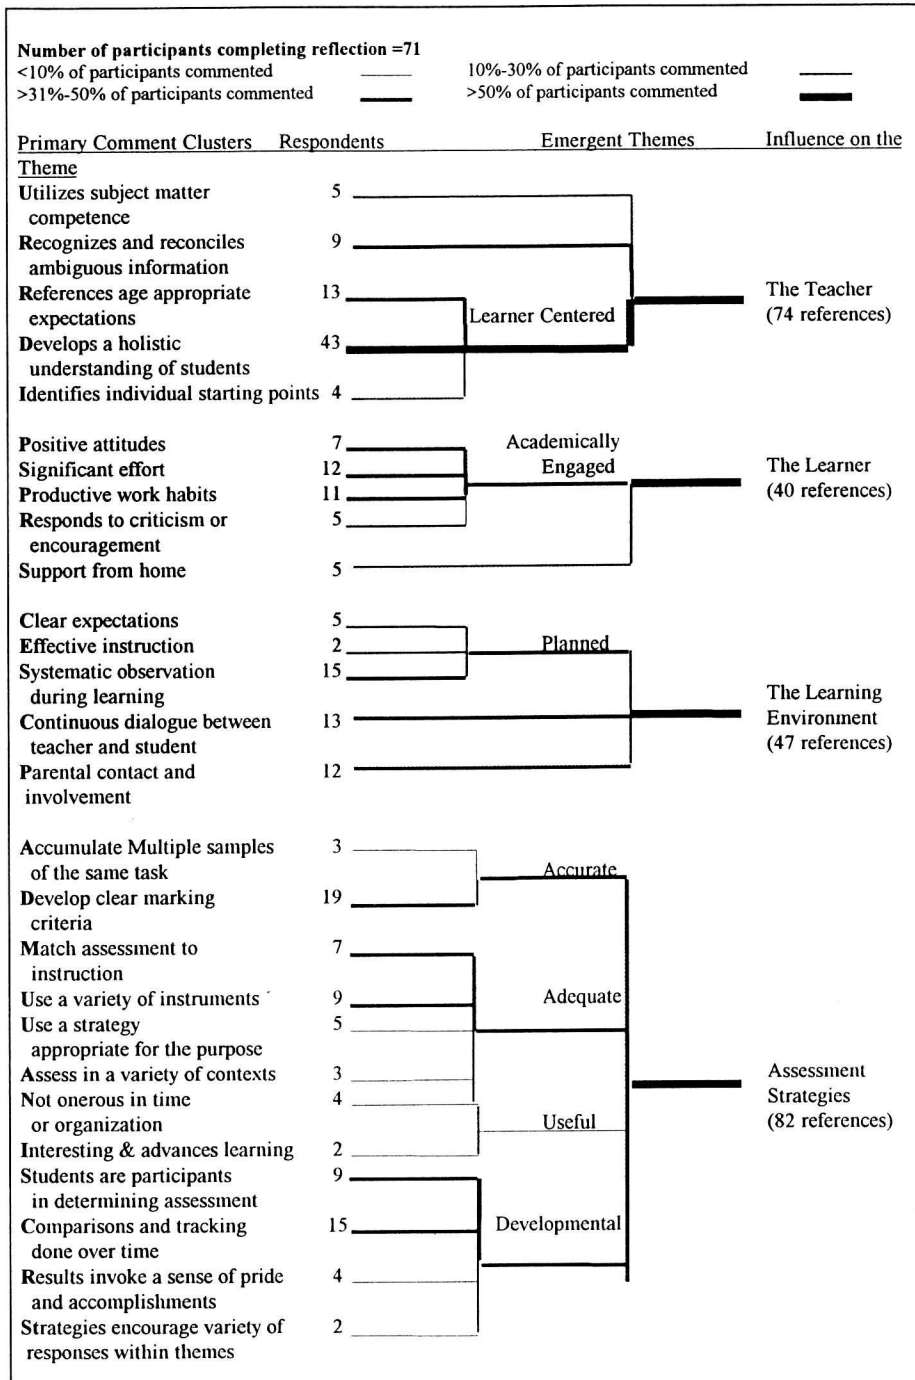 Number of participants completing reflection =71
<10% of participants commented 10%-30% of participants commented
>31%-50% of participants commented >50% of participants commented
Primary Comment Clusters Respondents Emergent Themes Influence on the
Theme
Utilizes subject matter 5
competence
Recognizes and reconciles 9
ambiguous information
References age appropriate 13 The Teacher
expectations Learner Centered (74 references)
Develops a holistic 43
understanding of students
Identifies individual starting points 4
Positive attitudes 7 Academically
Significant effort 12 Engaged The Learner
Productive work habits 11 (40 references)
Responds to criticism or 5
encouragement
Support from home 5
Clear expectations 5
Effective instruction 2 Planned
Systematic observation 15
during learning The Learning
Continuous dialogue between 13 Environment
teacher and student (47 references)
Parental contact and 12
involvement
Accumulate Multiple samples 3
of the same task Accurate
Develop clear marking 19
criteria
Match assessment to 7
instruction
Use a variety of instruments 9 Adequate
Use a strategy 5
appropriate for the purpose
Assess in a variety of contexts 3 Assessment
Not onerous in time 4 Strategies
or organization Useful (82 references)
Interesting & advances learning 2
Students are participants 9
in determining assessment
Comparisons and tracking 15 Developmental
done over time
Results invoke a sense of pride 4
and accomplishments
Strategies encourage variety of 2
responses within themes